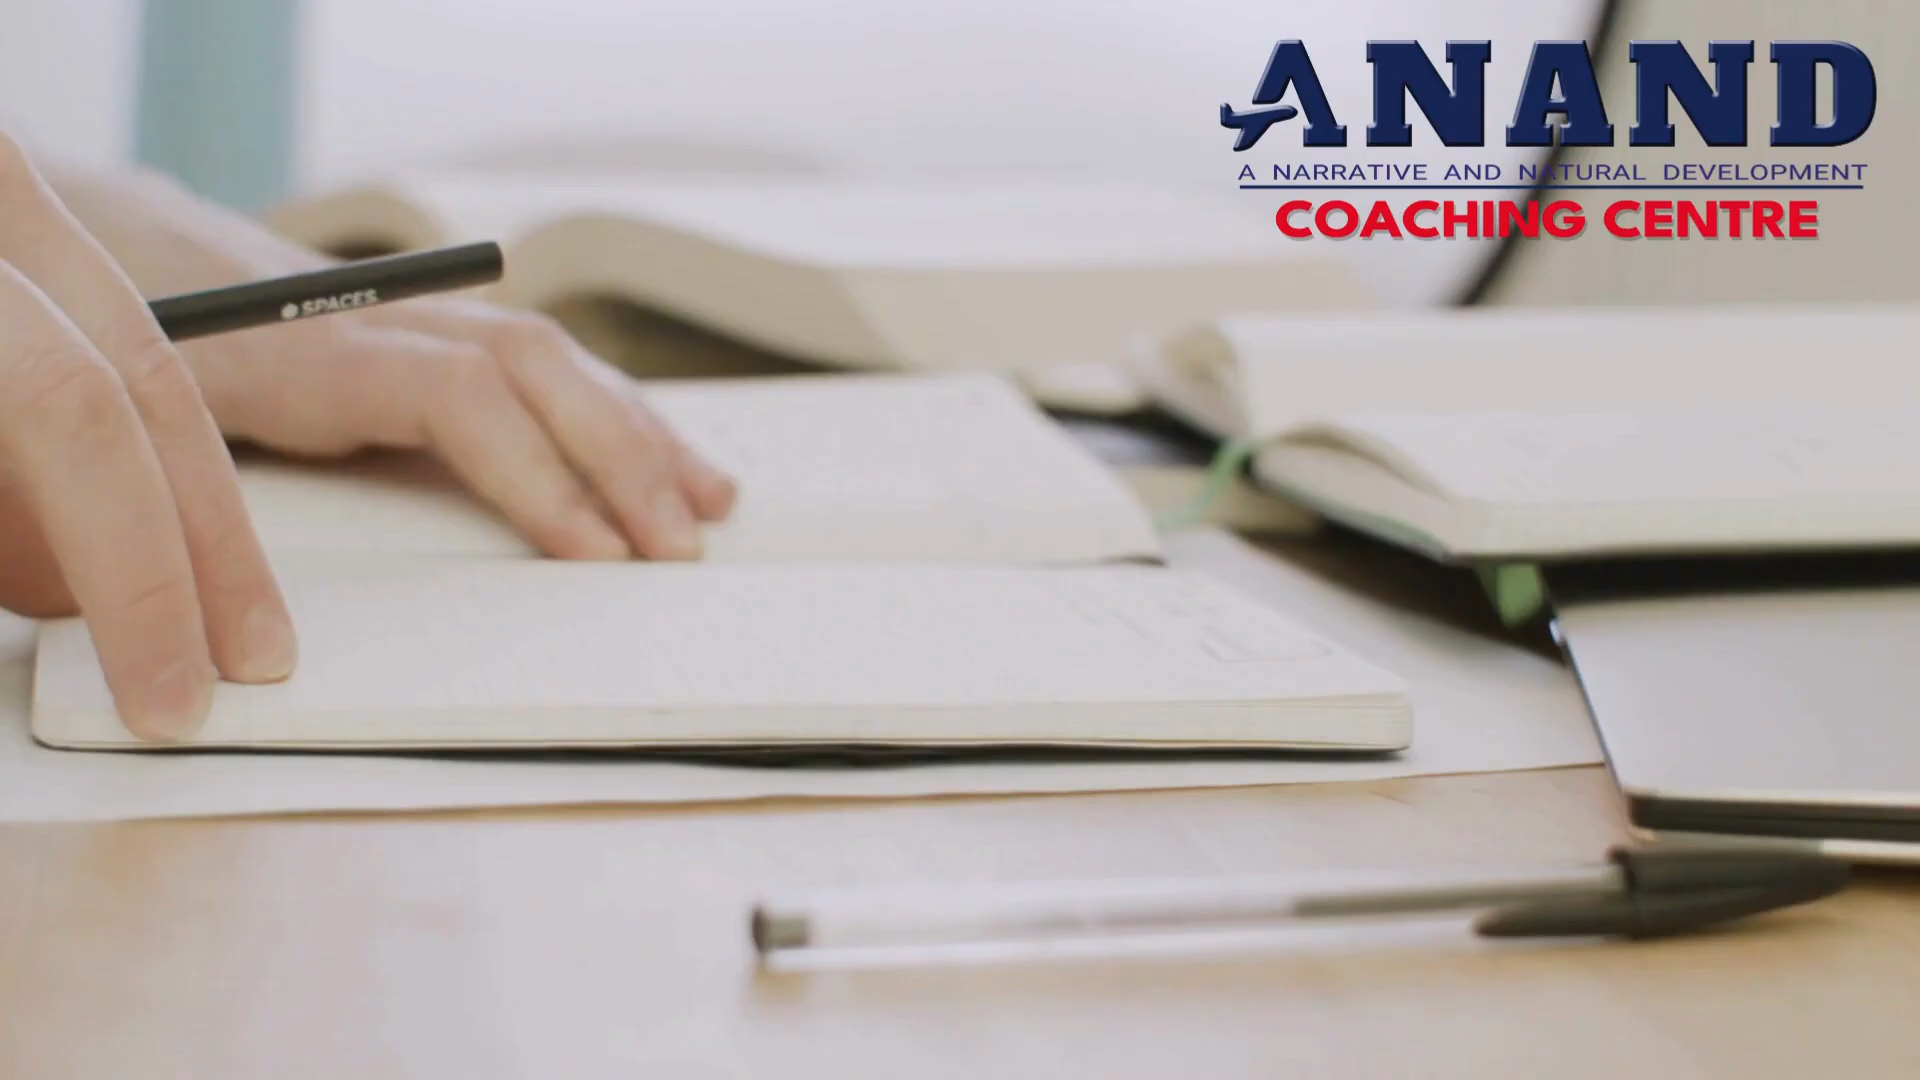 ANAND
A NARRATIVE AND NATURAL DEVELOPMENT
COACHING CENTRE
SPACES.